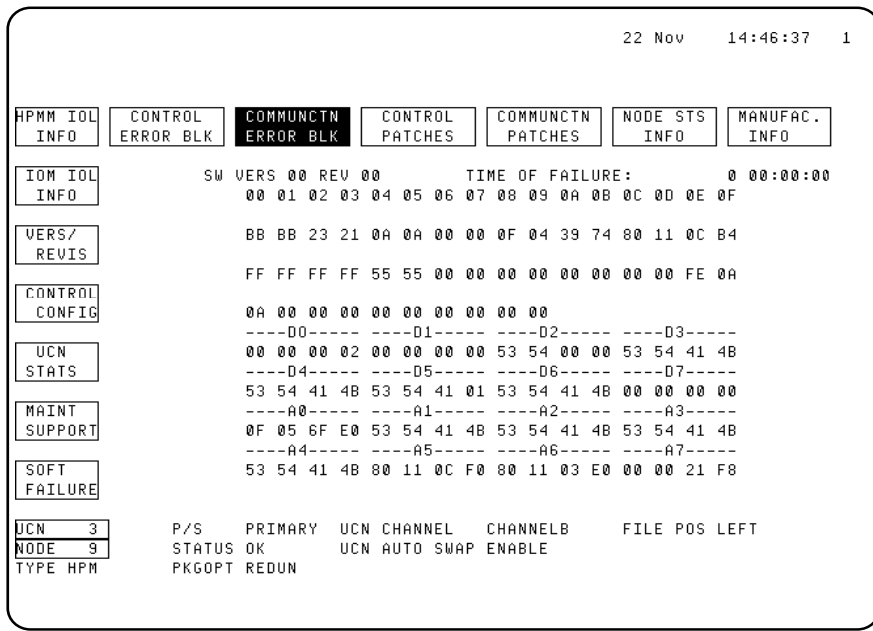 22 Nov 14:46:37 1
HPMM IOL INFO CONTROL ERROR BLK COMMUNCTN ERROR BLK CONTROL PATCHES COMMUNCTN PATCHES NODE STS INFO MANUFAC. INFO
IOM IOL INFO
SW VERS 00 REV 00 TIME OF FAILURE: 0 00:00:00
00 01 02 03 04 05 06 07 08 09 0A 0B 0C 0D 0E 0F
VERS/ REVIS
BB BB 23 21 0A 0A 00 00 0F 04 39 74 80 11 0C B4
FF FF FF FF 55 55 00 00 00 00 00 00 00 00 FE 0A
CONTROL CONFIG
0A 00 00 00 00 00 00 00 00 00
----D0----- ----D1----- ----D2----- ----D3-----
UCN STATS
00 00 00 02 00 00 00 00 53 54 00 00 53 54 41 4B
----D4----- ----D5----- ----D6----- ----D7-----
53 54 41 4B 53 54 41 01 53 54 41 4B 00 00 00 00
MAINT SUPPORT
----A0----- ----A1----- ----A2----- ----A3-----
0F 05 6F E0 53 54 41 4B 53 54 41 4B 53 54 41 4B
----A4----- ----A5----- ----A6----- ----A7-----
SOFT FAILURE
53 54 41 4B 80 11 0C F0 80 11 03 E0 00 00 21 F8
UCN 3 P/S PRIMARY UCN CHANNEL CHANNELB FILE POS LEFT
NODE 9 STATUS OK UCN AUTO SWAP ENABLE
TYPE HPM PKGOPT REDUN